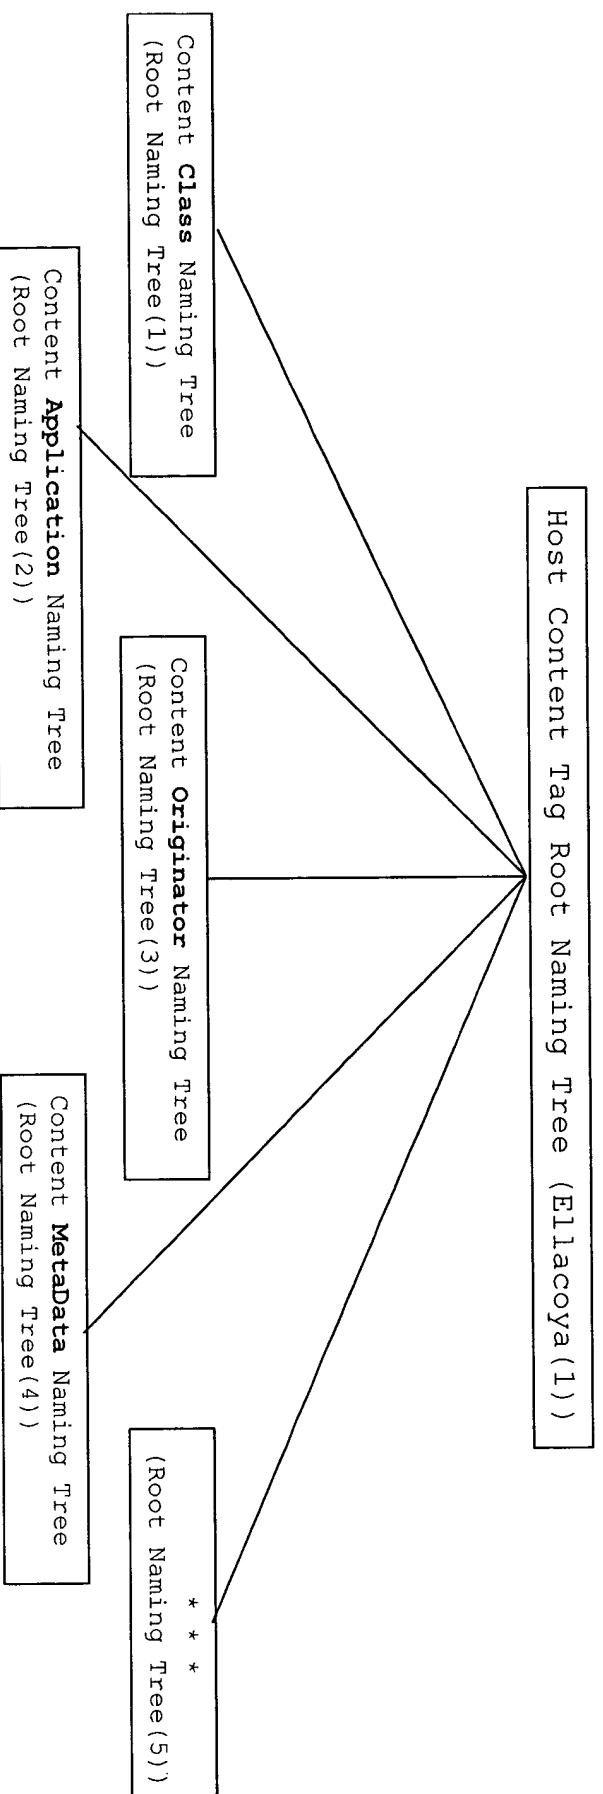 Host Content Tag Root Naming Tree (Ellacoya(1))
Content Class Naming Tree
(Root Naming Tree(1))
Content Application Naming Tree
(Root Naming Tree(2))
Content Originator Naming Tree
(Root Naming Tree(3))
Content MetaData Naming Tree
(Root Naming Tree(4))
* * *
(Root Naming Tree(5))